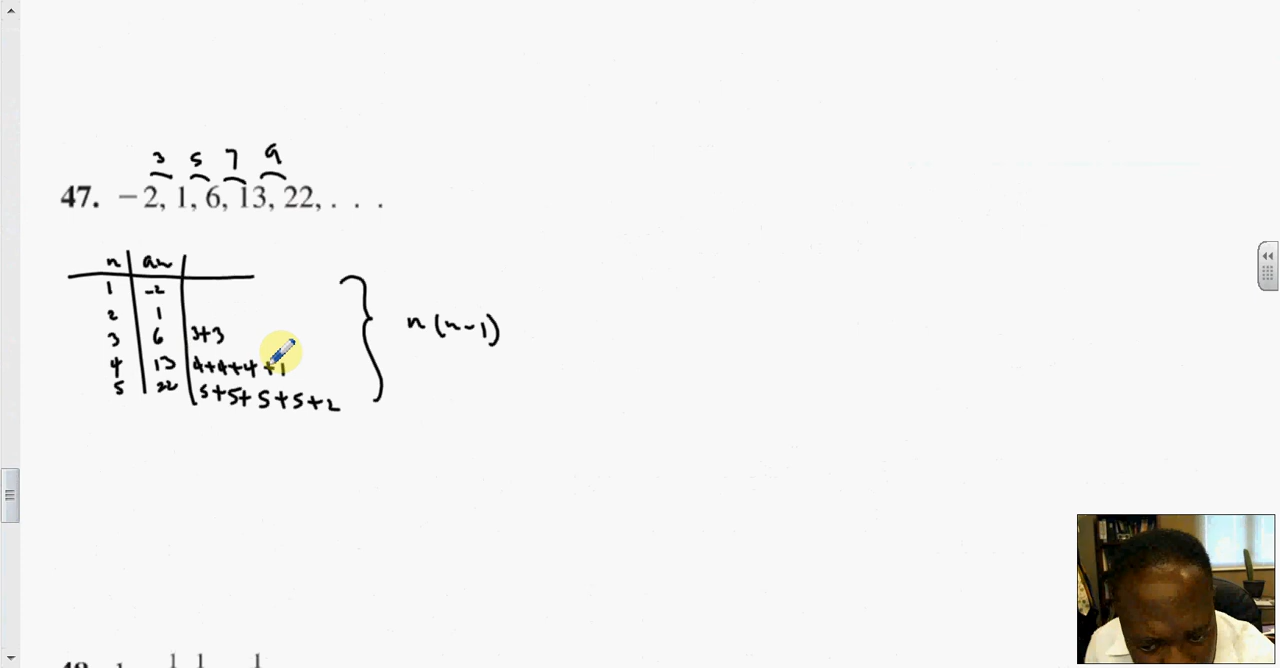 3 5 7 9
47. −2, 1, 6, 13, 22, . . .
n an
1 -2
2 1
3 6 3+3
4 13 4+4+4+1
5 22 5+5+5+5+2
n(n-1)